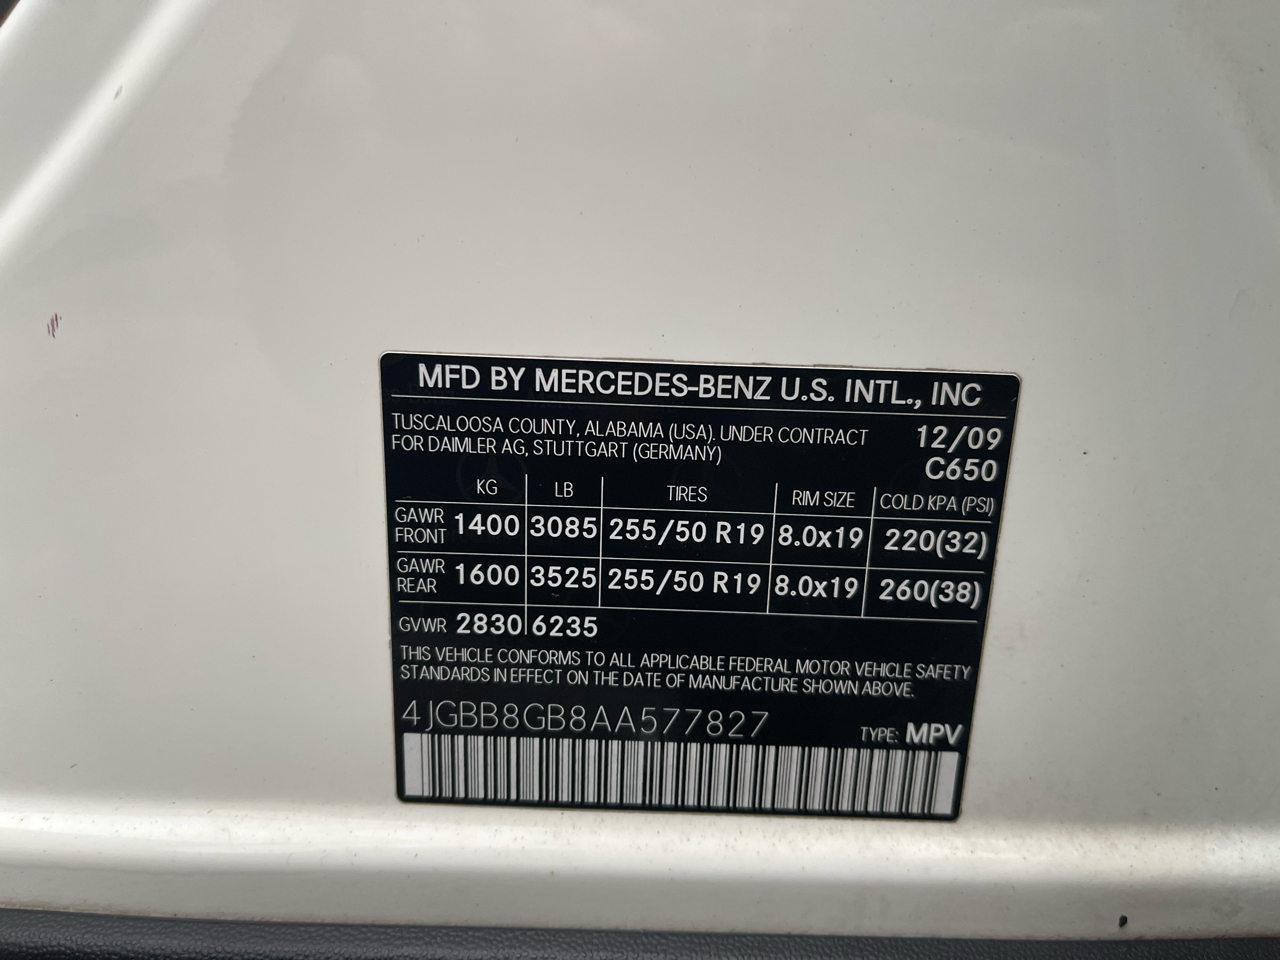 MFD BY MERCEDES-BENZ U.S. INTL., INC
TUSCALOOSA COUNTY, ALABAMA (USA). UNDER CONTRACT
FOR DAIMLER AG, STUTTGART (GERMANY)
12/09
C650
KG LB TIRES RIM SIZE COLD KPA (PSI)
GAWR FRONT 1400 3085 255/50 R19 8.0x19 220(32)
GAWR REAR 1600 3525 255/50 R19 8.0x19 260(38)
GVWR 2830 6235
THIS VEHICLE CONFORMS TO ALL APPLICABLE FEDERAL MOTOR VEHICLE SAFETY
STANDARDS IN EFFECT ON THE DATE OF MANUFACTURE SHOWN ABOVE.
4JGBB8GB8AA577827
TYPE: MPV